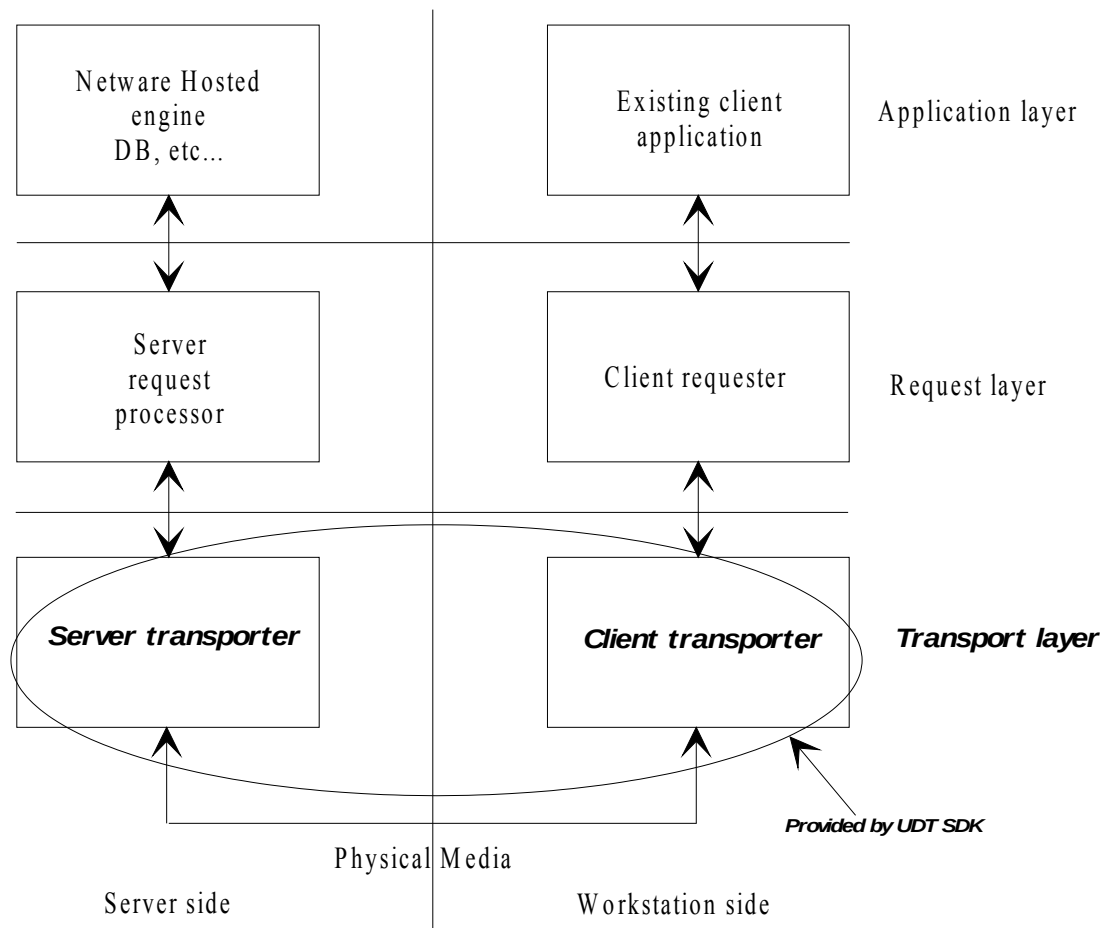 Netware Hosted
engine
DB, etc...
Existing client
application
Application layer
Server
request
processor
Client requester
Request layer
Server transporter
Client transporter
Transport layer
Provided by UDT SDK
Physical Media
Server side
Workstation side